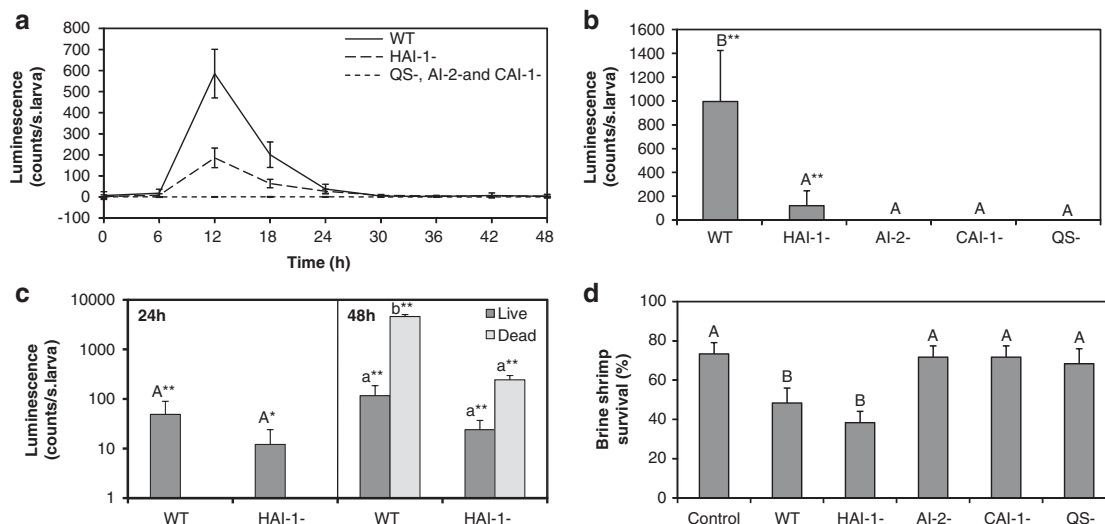 a
800
700
600
500
400
300
200
100
0
-100
Luminescence
(counts/s.larva)
0 6 12 18 24 30 36 42 48
Time (h)
WT
HAI-1-
QS-, AI-2-and CAI-1-
b
1600
1400
1200
1000
800
600
400
200
0
Luminescence
(counts/s.larva)
B**
A**
A
A
A
WT HAI-1- AI-2- CAI-1- QS-
c
10000
1000
100
10
1
Luminescence
(counts/s.larva)
24h
48h
Live
Dead
A**
A*
a**
b**
a**
a**
WT HAI-1- WT HAI-1-
d
100
80
60
40
20
0
Brine shrimp
survival (%)
A
B
B
A
A
A
Control WT HAI-1- AI-2- CAI-1- QS-